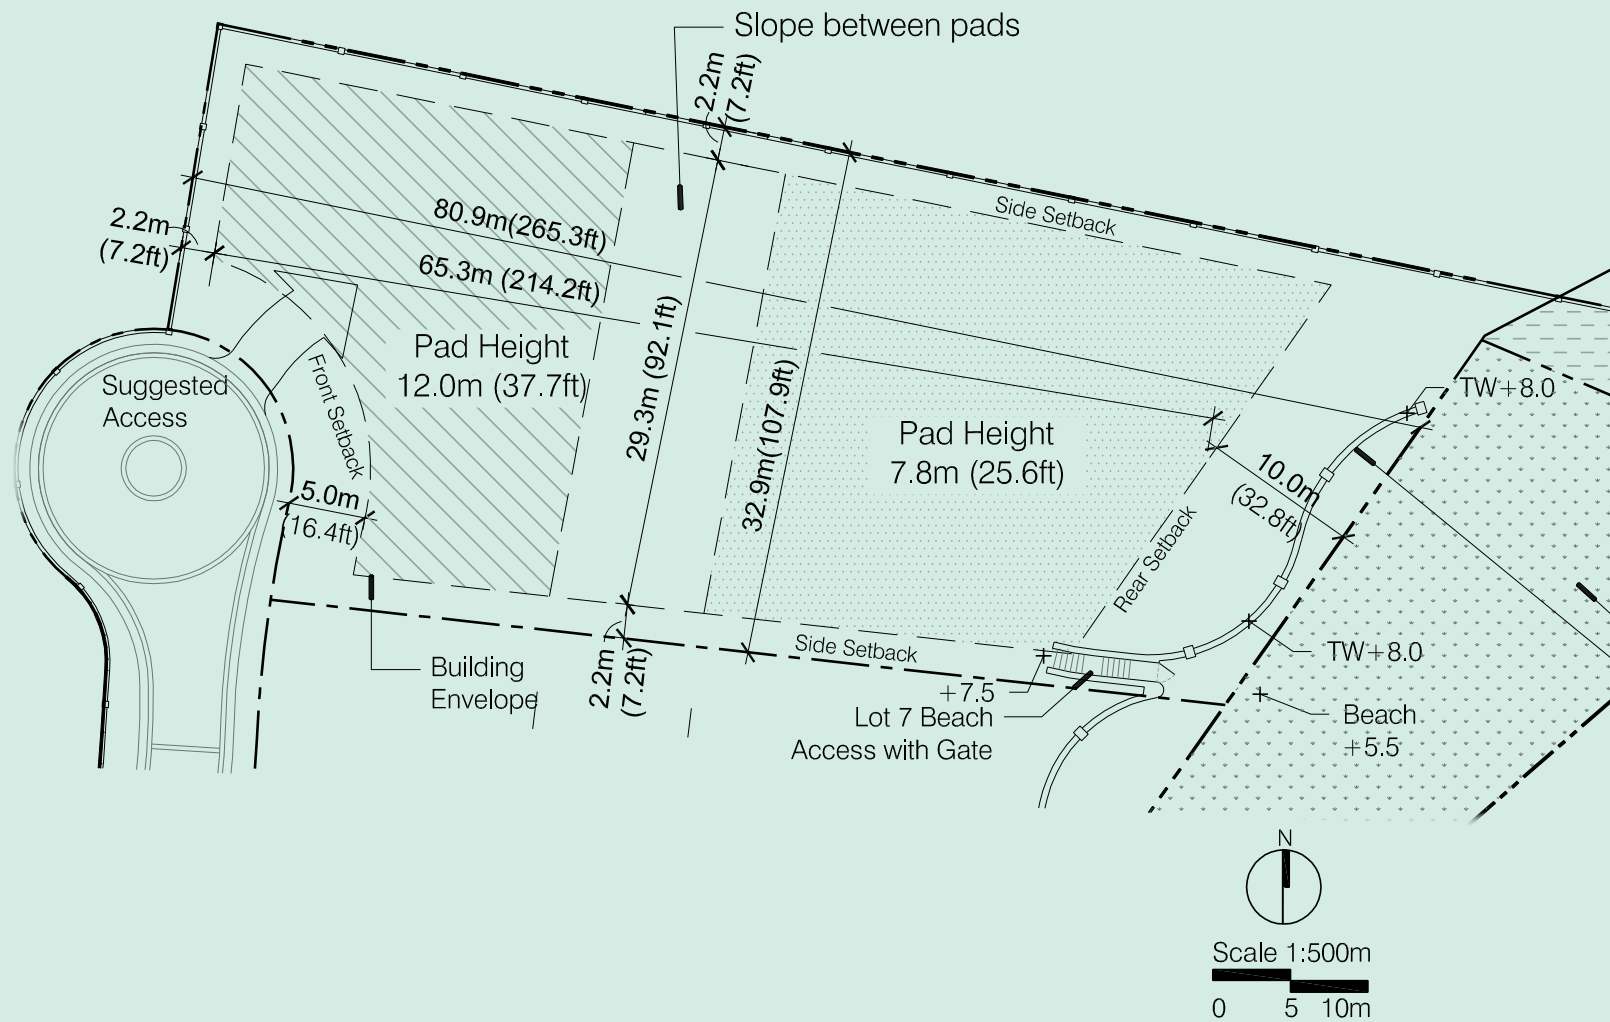 Slope between pads
2.2m
(7.2ft)
Side Setback
80.9m(265.3ft)
2.2m
(7.2ft)
65.3m (214.2ft)
29.3m (92.1ft)
32.9m(107.9ft)
Pad Height
12.0m (37.7ft)
Suggested
Access
Front Setback
TW+8.0
Pad Height
7.8m (25.6ft)
10.0m
(32.8ft)
5.0m
(16.4ft)
Rear Setback
Side Setback
2.2m
(7.2ft)
Building
Envelope
TW+8.0
+7.5
Lot 7 Beach
Access with Gate
Beach
+5.5
N
Scale 1:500m
0 5 10m